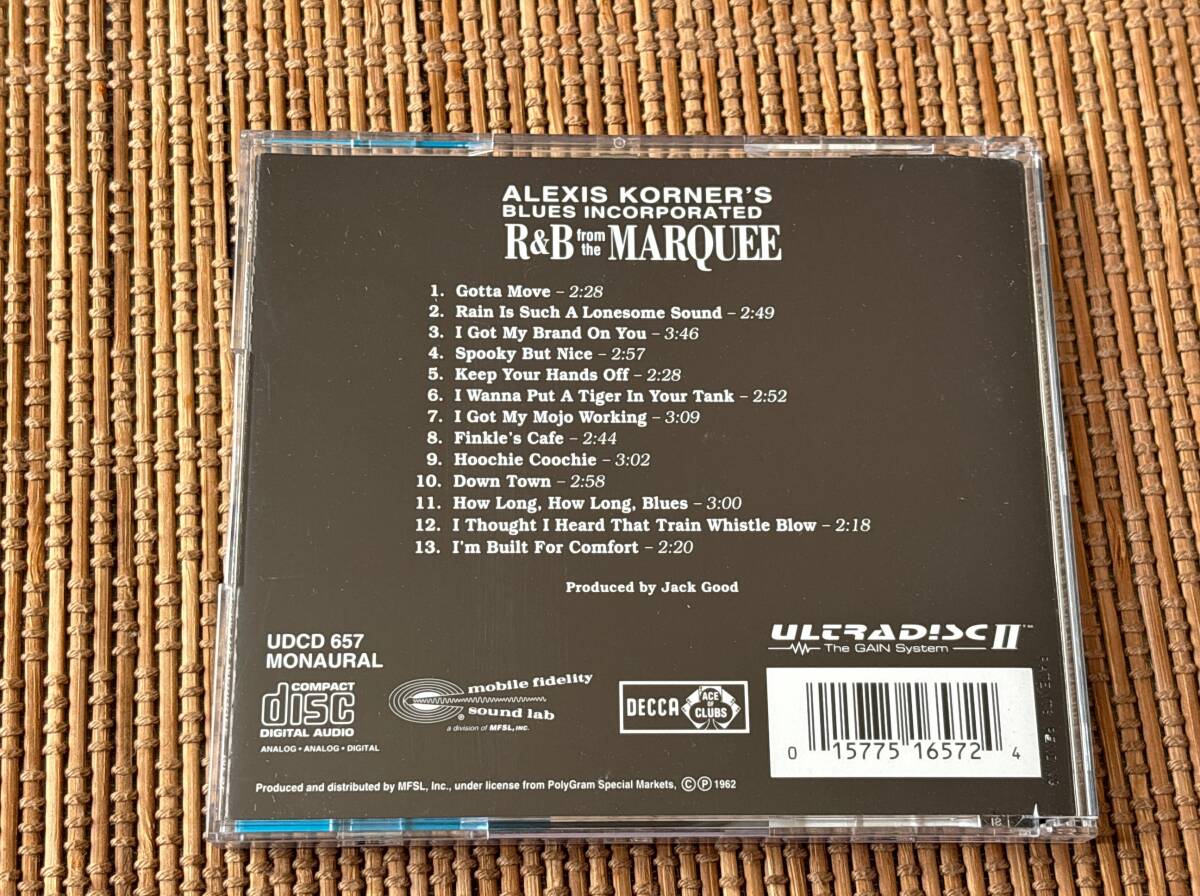 ALEXIS KORNER'S
BLUES INCORPORATED
R&B from the MARQUEE
1. Gotta Move – 2:28
2. Rain Is Such A Lonesome Sound – 2:49
3. I Got My Brand On You – 3:46
4. Spooky But Nice – 2:57
5. Keep Your Hands Off – 2:28
6. I Wanna Put A Tiger In Your Tank – 2:52
7. I Got My Mojo Working – 3:09
8. Finkle's Cafe – 2:44
9. Hoochie Coochie – 3:02
10. Down Town – 2:58
11. How Long, How Long, Blues – 3:00
12. I Thought I Heard That Train Whistle Blow – 2:18
13. I'm Built For Comfort – 2:20
Produced by Jack Good
UDCD 657
MONAURAL
ULTRADISC II™
The GAIN System
COMPACT
disc
DIGITAL AUDIO
ANALOG • ANALOG • DIGITAL
mobile fidelity
sound lab
®
a division of MFSL, INC.
DECCA
ACE
OF
CLUBS
0 15775 16572 4
Produced and distributed by MFSL, Inc., under license from PolyGram Special Markets, Ⓒ Ⓟ 1962